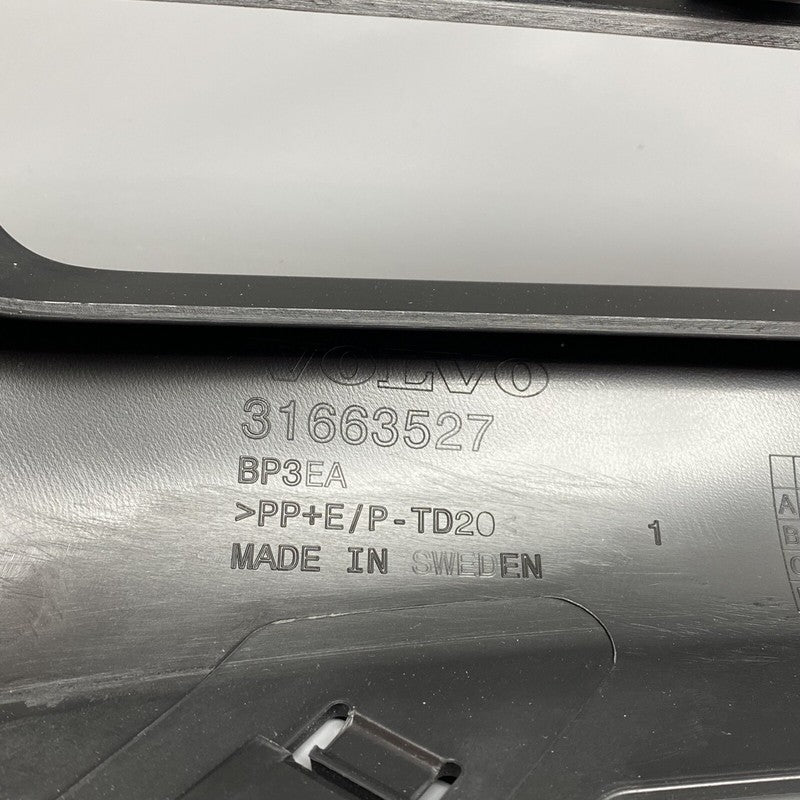 VOLVO
31663527
BP3EA
>PP+E/P-TD20
MADE IN SWEDEN
1
A
B
C